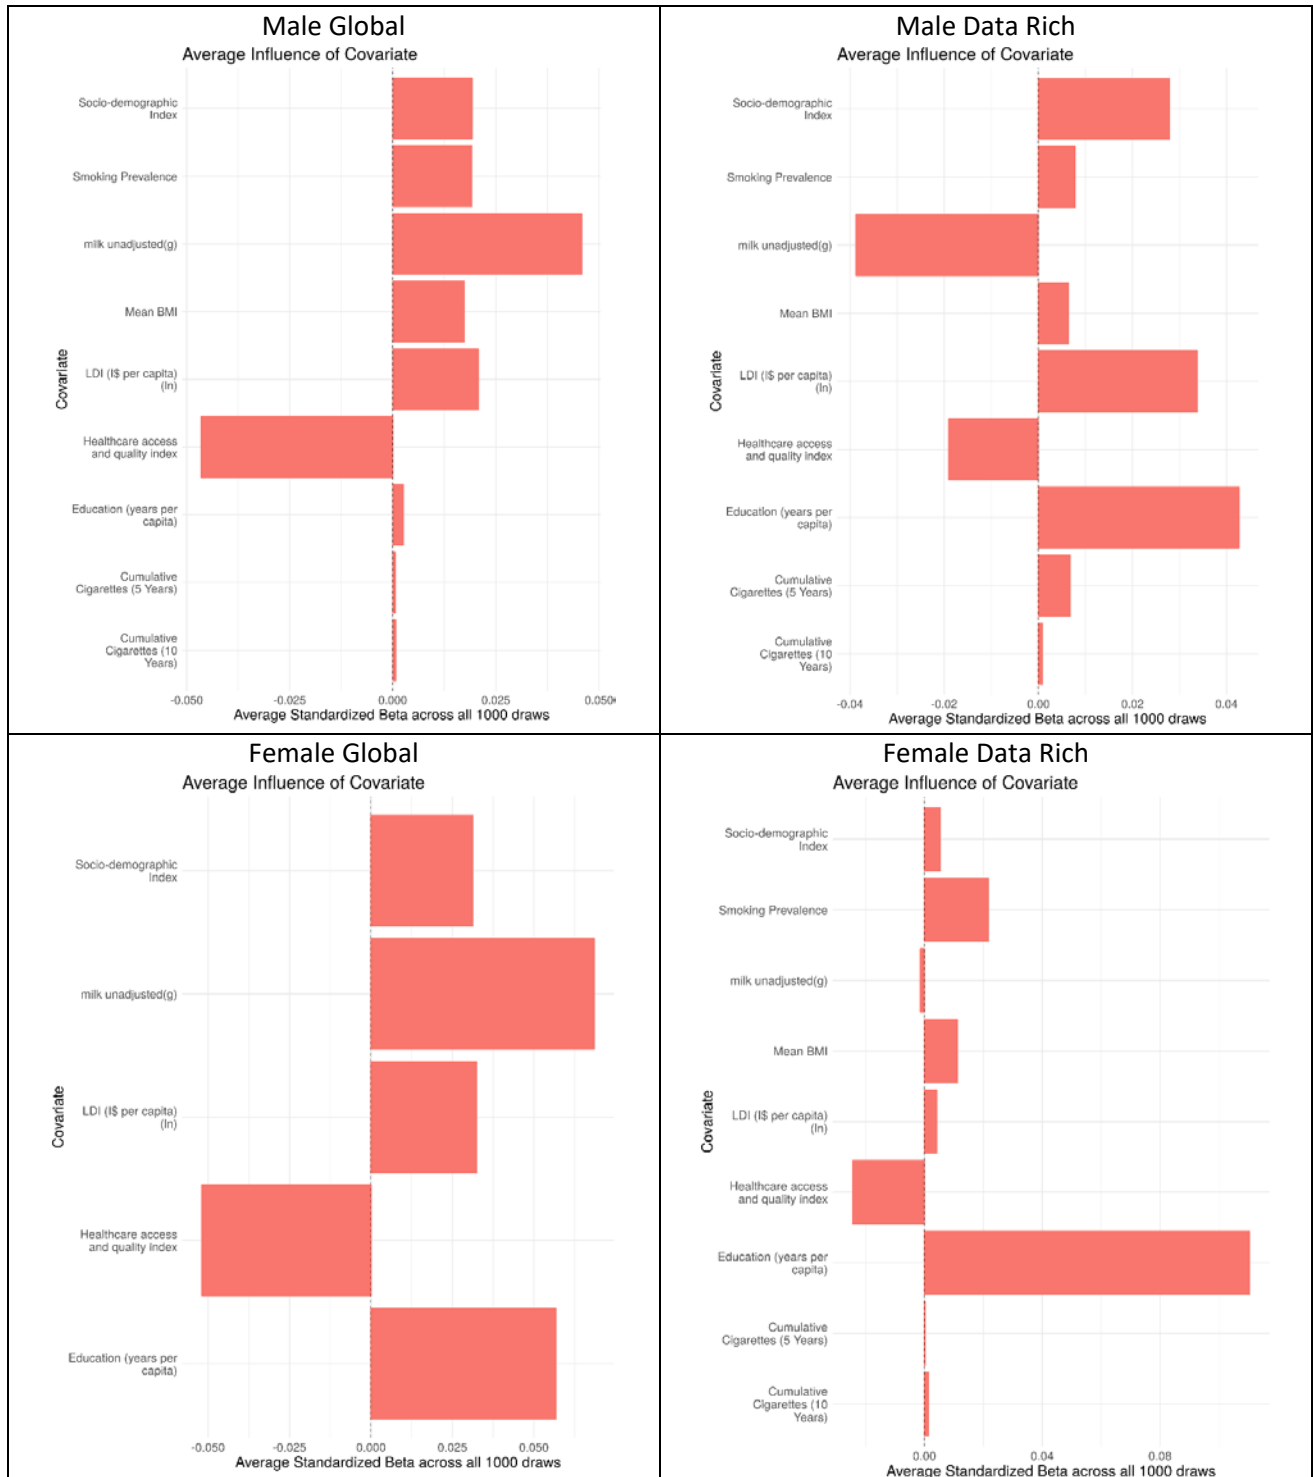 Male Global
Average Influence of Covariate
Covariate
Socio-demographic
Index
Smoking Prevalence
milk unadjusted(g)
Mean BMI
LDI (I$ per capita)
(ln)
Healthcare access
and quality index
Education (years per
capita)
Cumulative
Cigarettes (5 Years)
Cumulative
Cigarettes (10
Years)
-0.050 -0.025 0.000 0.025 0.050
Average Standardized Beta across all 1000 draws
Male Data Rich
Average Influence of Covariate
Covariate
Socio-demographic
Index
Smoking Prevalence
milk unadjusted(g)
Mean BMI
LDI (I$ per capita)
(ln)
Healthcare access
and quality index
Education (years per
capita)
Cumulative
Cigarettes (5 Years)
Cumulative
Cigarettes (10
Years)
-0.04 -0.02 0.00 0.02 0.04
Average Standardized Beta across all 1000 draws
Female Global
Average Influence of Covariate
Covariate
Socio-demographic
Index
milk unadjusted(g)
LDI (I$ per capita)
(ln)
Healthcare access
and quality index
Education (years per
capita)
-0.050 -0.025 0.000 0.025 0.050
Average Standardized Beta across all 1000 draws
Female Data Rich
Average Influence of Covariate
Covariate
Socio-demographic
Index
Smoking Prevalence
milk unadjusted(g)
Mean BMI
LDI (I$ per capita)
(ln)
Healthcare access
and quality index
Education (years per
capita)
Cumulative
Cigarettes (5 Years)
Cumulative
Cigarettes (10
Years)
0.00 0.04 0.08
Average Standardized Beta across all 1000 draws